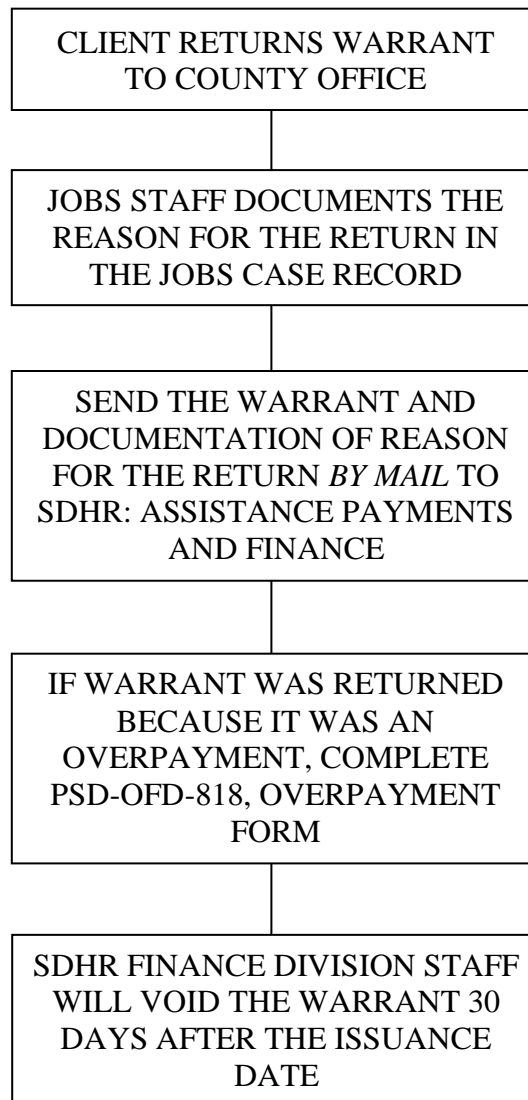 CLIENT RETURNS WARRANT
TO COUNTY OFFICE
JOBS STAFF DOCUMENTS THE
REASON FOR THE RETURN IN
THE JOBS CASE RECORD
SEND THE WARRANT AND
DOCUMENTATION OF REASON
FOR THE RETURN BY MAIL TO
SDHR: ASSISTANCE PAYMENTS
AND FINANCE
IF WARRANT WAS RETURNED
BECAUSE IT WAS AN
OVERPAYMENT, COMPLETE
PSD-OFD-818, OVERPAYMENT
FORM
SDHR FINANCE DIVISION STAFF
WILL VOID THE WARRANT 30
DAYS AFTER THE ISSUANCE
DATE